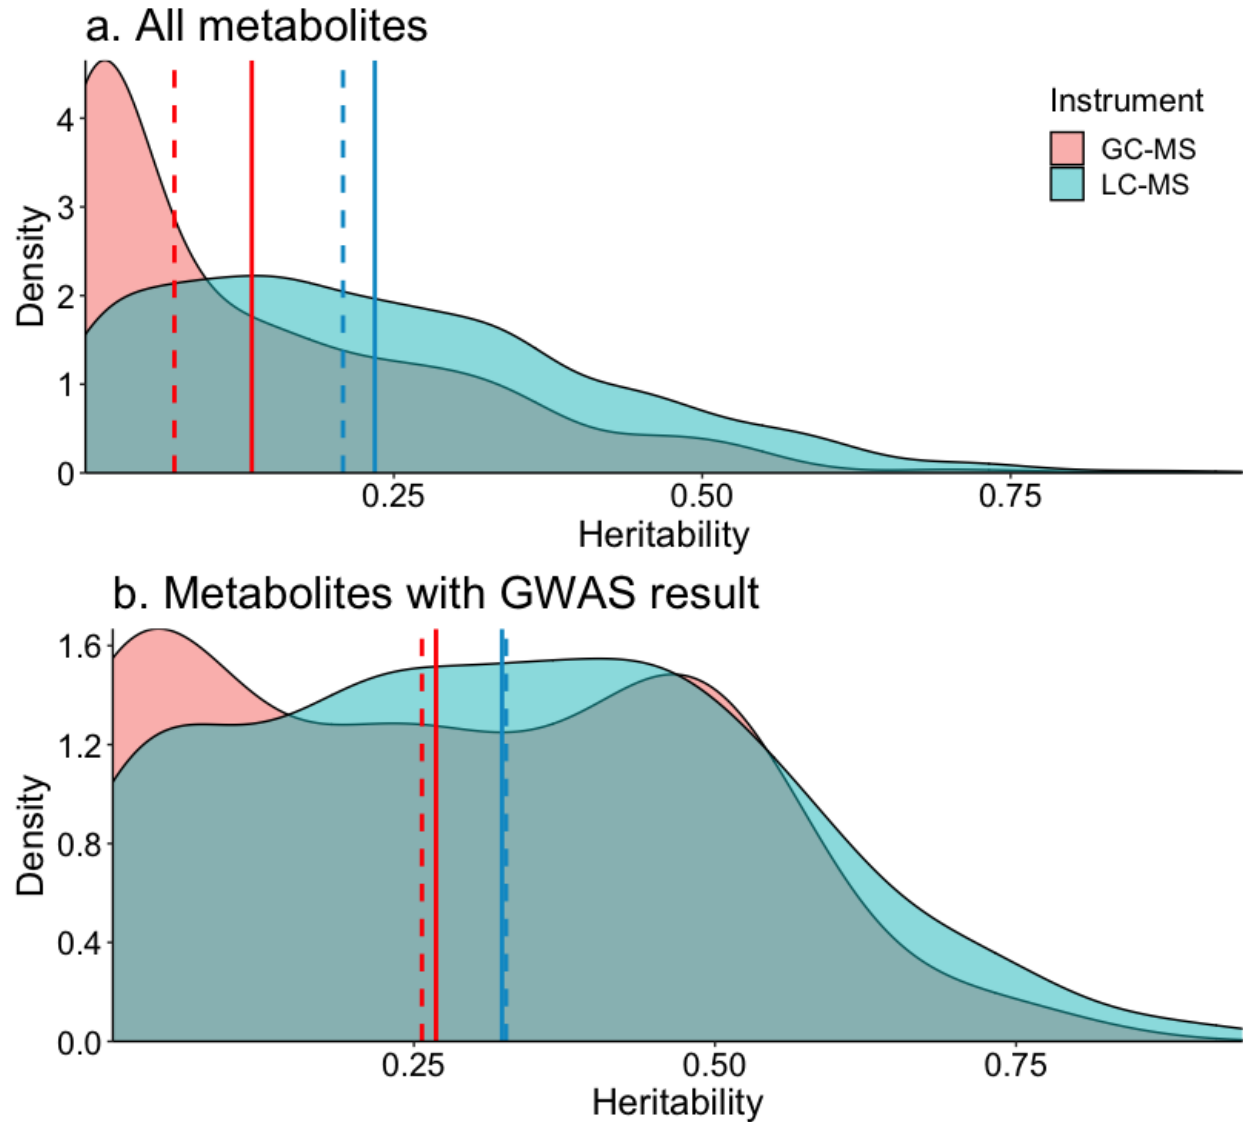 a. All metabolites
Instrument
GC-MS
LC-MS
Density
4
3
2
1
0
0.25 0.50 0.75
Heritability
b. Metabolites with GWAS result
Density
1.6
1.2
0.8
0.4
0.0
0.25 0.50 0.75
Heritability